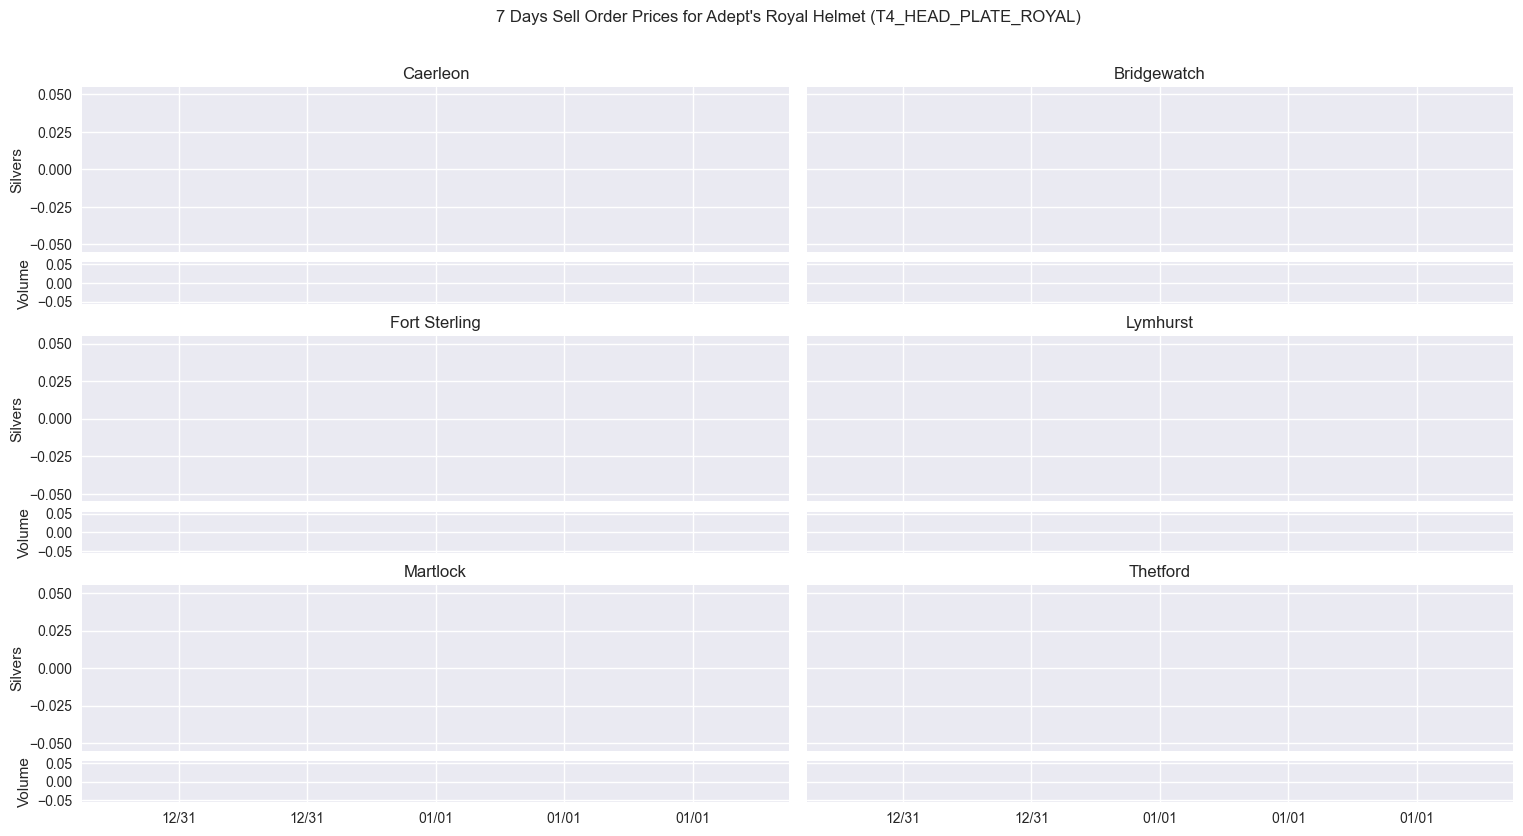 7 Days Sell Order Prices for Adept's Royal Helmet (T4_HEAD_PLATE_ROYAL)
Caerleon
Bridgewatch
0.050
0.025
0.000
−0.025
−0.050
Silvers
0.05
0.00
−0.05
Volume
Fort Sterling
Lymhurst
0.050
0.025
0.000
−0.025
−0.050
Silvers
0.05
0.00
−0.05
Volume
Martlock
Thetford
0.050
0.025
0.000
−0.025
−0.050
Silvers
0.05
0.00
−0.05
Volume
12/31 12/31 01/01 01/01 01/01
12/31 12/31 01/01 01/01 01/01